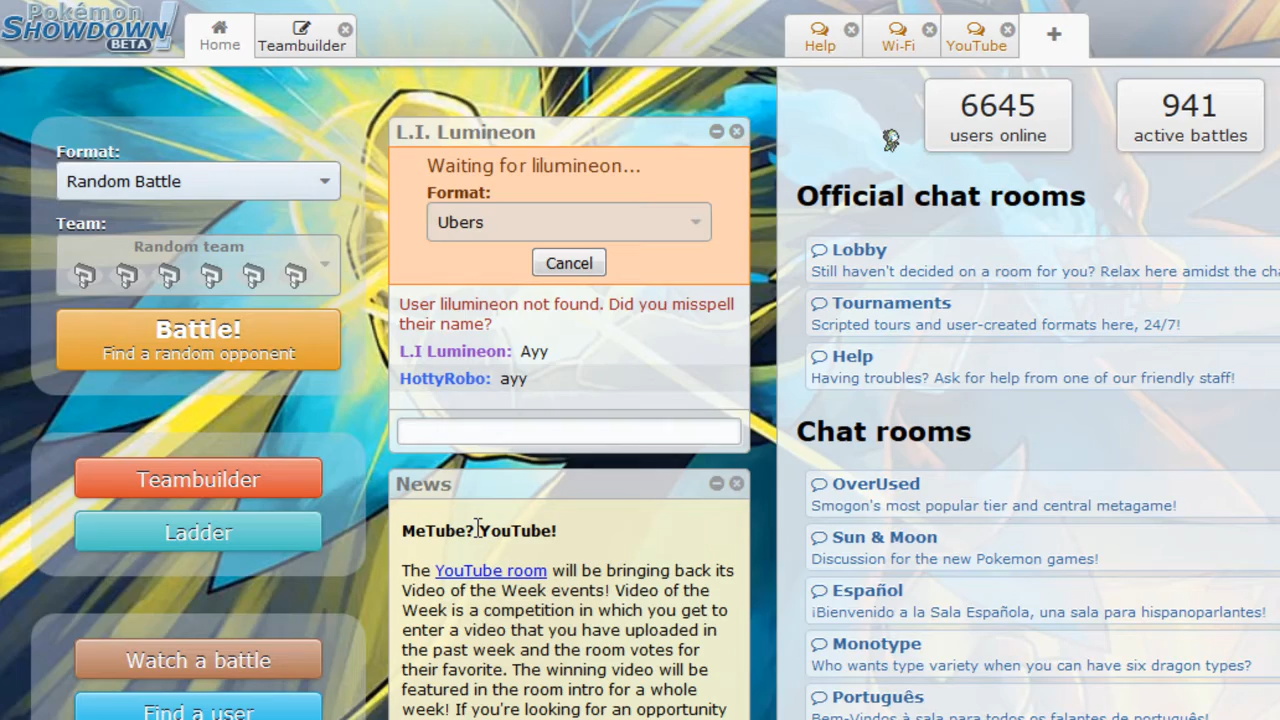 Pokémon
SHOWDOWN!
BETA
Home
Teambuilder
Help
Wi-Fi
YouTube
+
6645
users online
941
active battles
Format:
Random Battle
Team:
Random team
Battle!
Find a random opponent
Teambuilder
Ladder
Watch a battle
Find a user
L.I. Lumineon
Waiting for lilumineon...
Format:
Ubers
Cancel
User lilumineon not found. Did you misspell
their name?
L.I Lumineon: Ayy
HottyRobo: ayy
News
MeTube? YouTube!
The YouTube room will be bringing back its
Video of the Week events! Video of the
Week is a competition in which you get to
enter a video that you have uploaded in
the past week and the room votes for
their favorite. The winning video will be
featured in the room intro for a whole
week! If you're looking for an opportunity
Official chat rooms
Lobby
Still haven't decided on a room for you? Relax here amidst the cha
Tournaments
Scripted tours and user-created formats here, 24/7!
Help
Having troubles? Ask for help from one of our friendly staff!
Chat rooms
OverUsed
Smogon's most popular tier and central metagame!
Sun & Moon
Discussion for the new Pokemon games!
Español
¡Bienvenido a la Sala Española, una sala para hispanoparlantes!
Monotype
Who wants type variety when you can have six dragon types?
Português
Bem-Vindos à sala para todos os falantes de português!